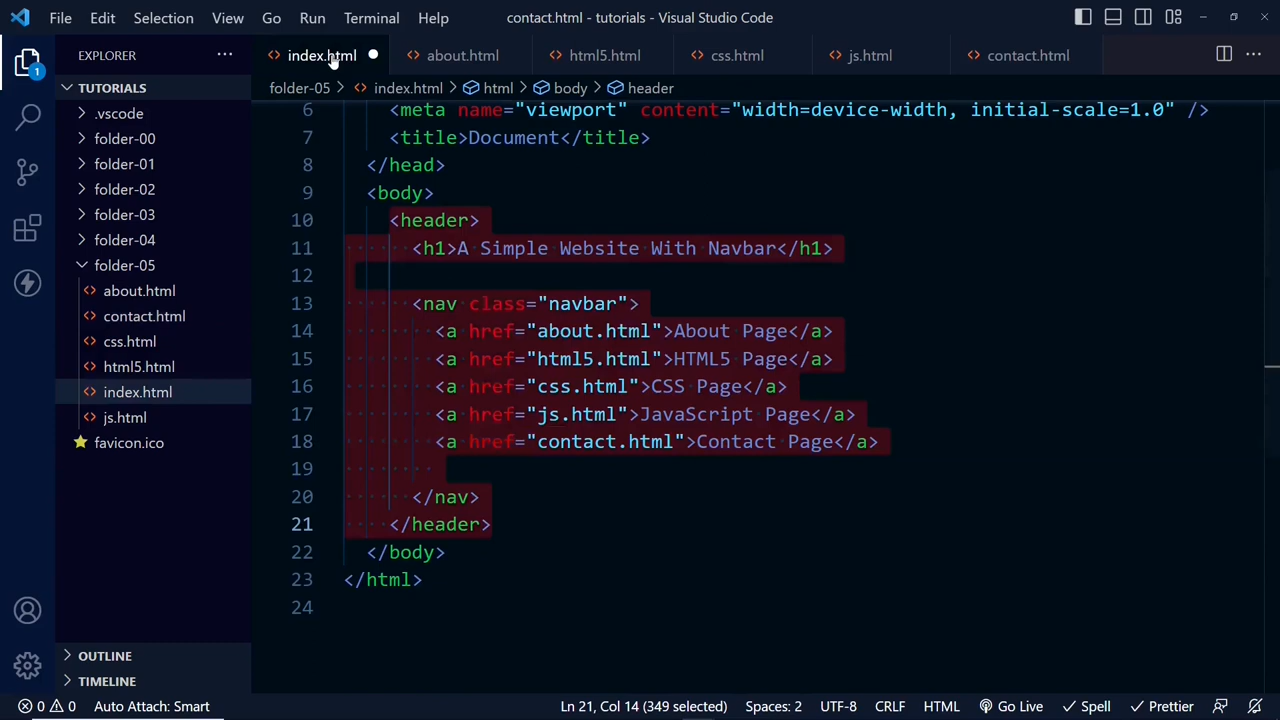 File Edit Selection View Go Run Terminal Help contact.html - tutorials - Visual Studio Code
EXPLORER
index.html about.html html5.html css.html js.html contact.html
1
TUTORIALS
folder-05 > index.html > html > body > header
.vscode
folder-00
folder-01
folder-02
folder-03
folder-04
folder-05
about.html
contact.html
css.html
html5.html
index.html
js.html
favicon.ico
OUTLINE
TIMELINE
6 <meta name="viewport" content="width=device-width, initial-scale=1.0" />
7 <title>Document</title>
8 </head>
9 <body>
10 <header>
11 <h1>A Simple Website With Navbar</h1>
12
13 <nav class="navbar">
14 <a href="about.html">About Page</a>
15 <a href="html5.html">HTML5 Page</a>
16 <a href="css.html">CSS Page</a>
17 <a href="js.html">JavaScript Page</a>
18 <a href="contact.html">Contact Page</a>
19
20 </nav>
21 </header>
22 </body>
23 </html>
24
0 0 Auto Attach: Smart Ln 21, Col 14 (349 selected) Spaces: 2 UTF-8 CRLF HTML Go Live Spell Prettier